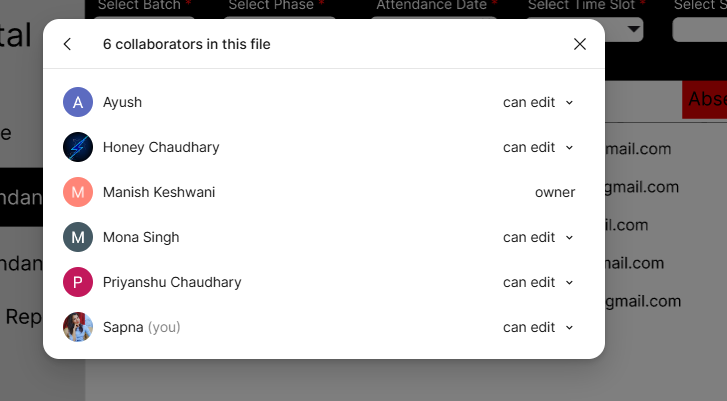 Select Batch * Select Phase * Attendance Date * Select Time Slot * Select S
tal
6 collaborators in this file
Abse
A Ayush can edit
e
Honey Chaudhary can edit
mail.com
M Manish Keshwani owner
gmail.com
ndan
M Mona Singh can edit
il.com
ndan
mail.com
P Priyanshu Chaudhary can edit
gmail.com
Rep
Sapna (you) can edit